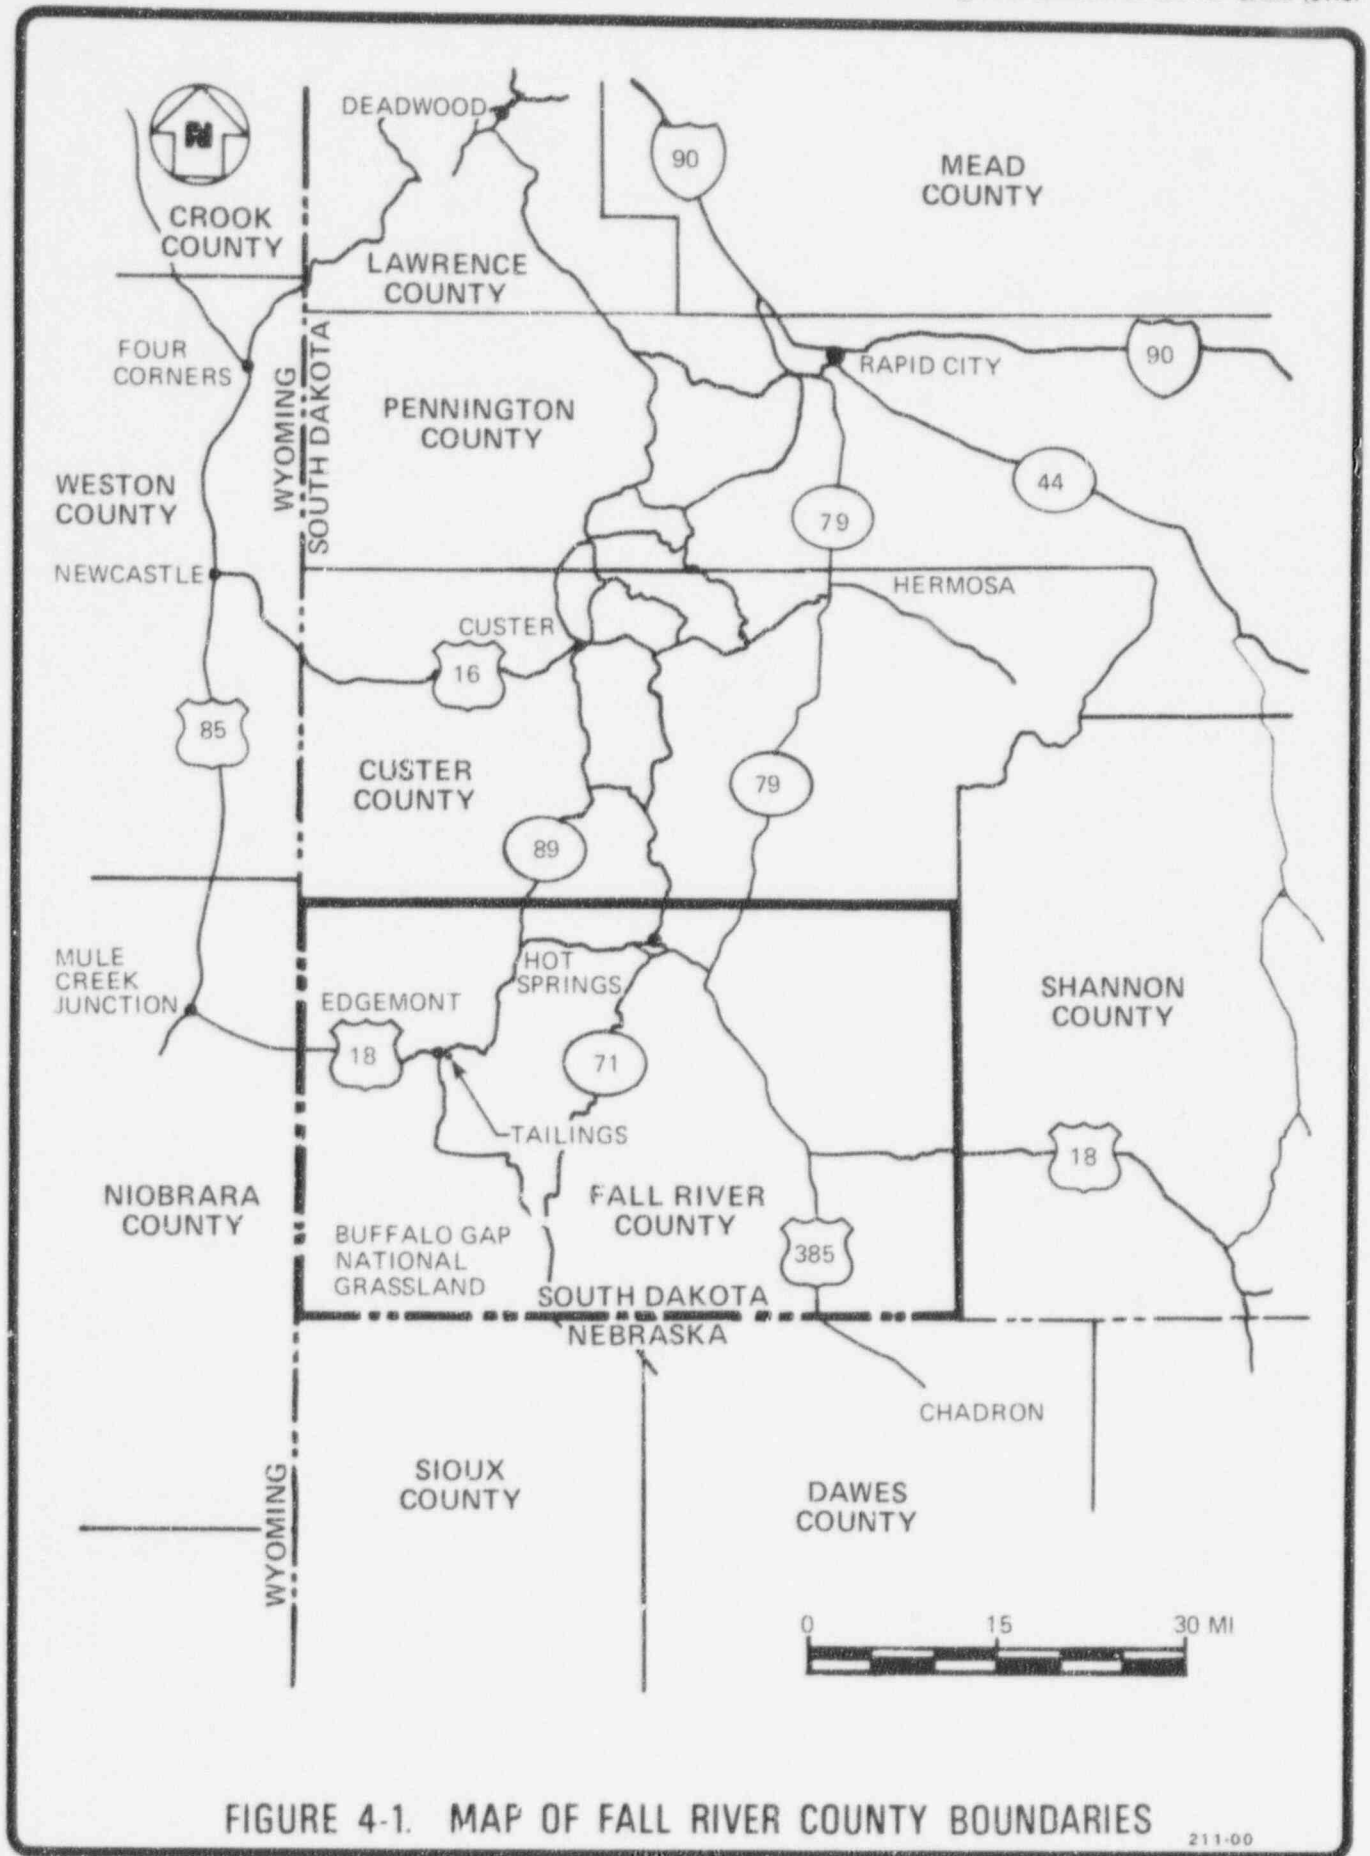 N
DEADWOOD
90
MEAD
COUNTY
CROOK
COUNTY
LAWRENCE
COUNTY
FOUR
CORNERS
WYOMING
SOUTH DAKOTA
RAPID CITY
90
PENNINGTON
COUNTY
WESTON
COUNTY
44
79
NEWCASTLE
HERMOSA
CUSTER
16
85
CUSTER
COUNTY
79
89
MULE
CREEK
JUNCTION
EDGEMONT
HOT
SPRINGS
SHANNON
COUNTY
18
71
TAILINGS
18
NIOBRARA
COUNTY
FALL RIVER
COUNTY
BUFFALO GAP
NATIONAL
GRASSLAND
385
SOUTH DAKOTA
NEBRASKA
CHADRON
SIOUX
COUNTY
DAWES
COUNTY
WYOMING
0 15 30 MI
FIGURE 4-1. MAP OF FALL RIVER COUNTY BOUNDARIES
211-00